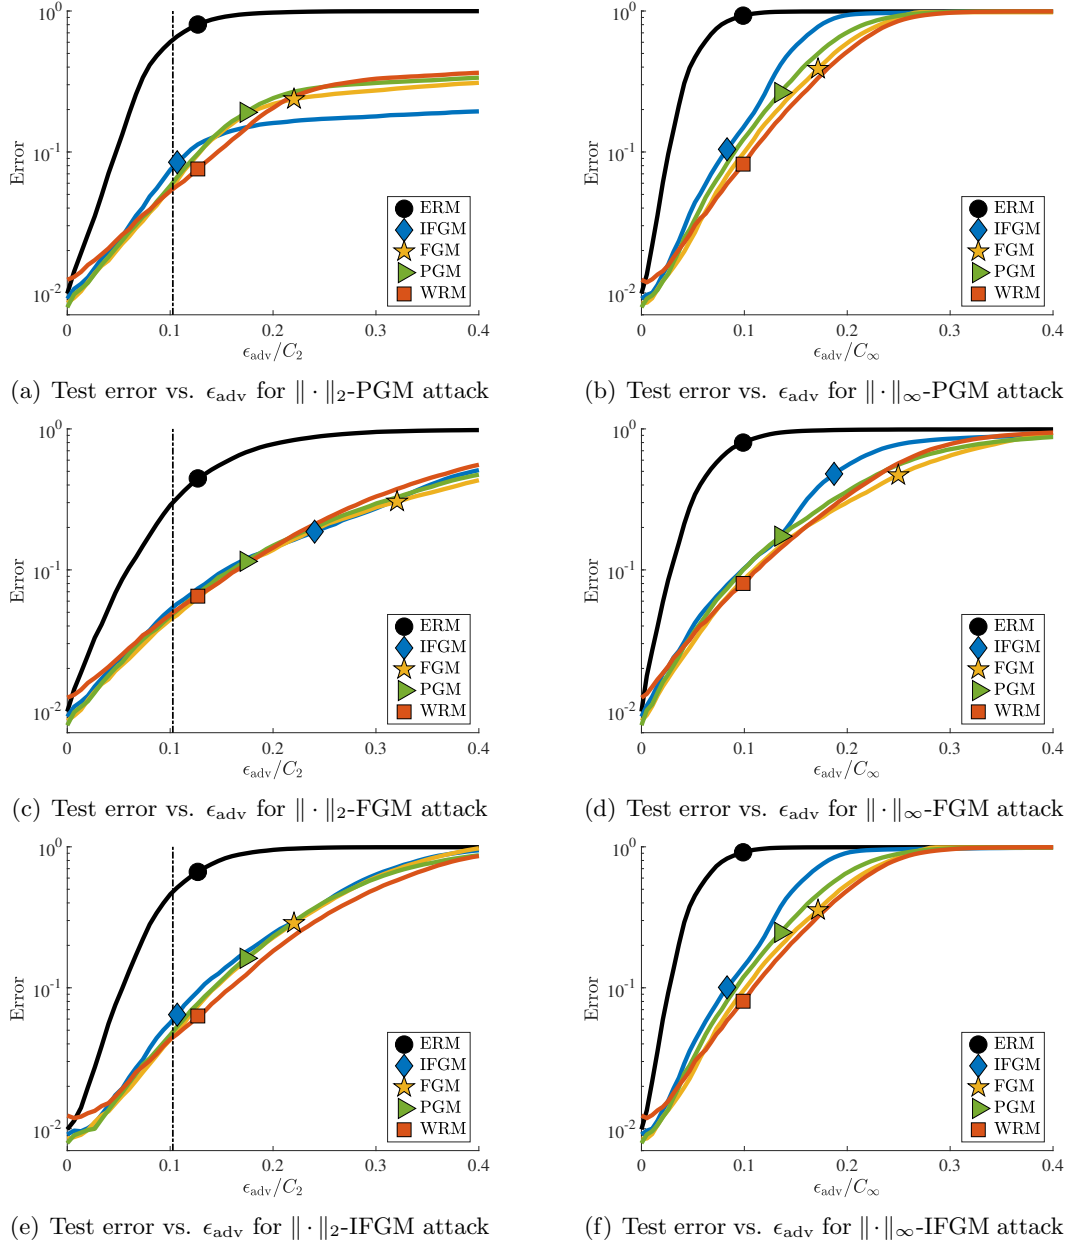 10^0
10^-1
10^-2
Error
0 0.1 0.2 0.3 0.4
ϵ_adv/C_2
ERM
IFGM
FGM
PGM
WRM
(a) Test error vs. ϵ_adv for ‖·‖_2-PGM attack
10^0
10^-1
10^-2
Error
0 0.1 0.2 0.3 0.4
ϵ_adv/C_∞
ERM
IFGM
FGM
PGM
WRM
(b) Test error vs. ϵ_adv for ‖·‖_∞-PGM attack
10^0
10^-1
10^-2
Error
0 0.1 0.2 0.3 0.4
ϵ_adv/C_2
ERM
IFGM
FGM
PGM
WRM
(c) Test error vs. ϵ_adv for ‖·‖_2-FGM attack
10^0
10^-1
10^-2
Error
0 0.1 0.2 0.3 0.4
ϵ_adv/C_∞
ERM
IFGM
FGM
PGM
WRM
(d) Test error vs. ϵ_adv for ‖·‖_∞-FGM attack
10^0
10^-1
10^-2
Error
0 0.1 0.2 0.3 0.4
ϵ_adv/C_2
ERM
IFGM
FGM
PGM
WRM
(e) Test error vs. ϵ_adv for ‖·‖_2-IFGM attack
10^0
10^-1
10^-2
Error
0 0.1 0.2 0.3 0.4
ϵ_adv/C_∞
ERM
IFGM
FGM
PGM
WRM
(f) Test error vs. ϵ_adv for ‖·‖_∞-IFGM attack